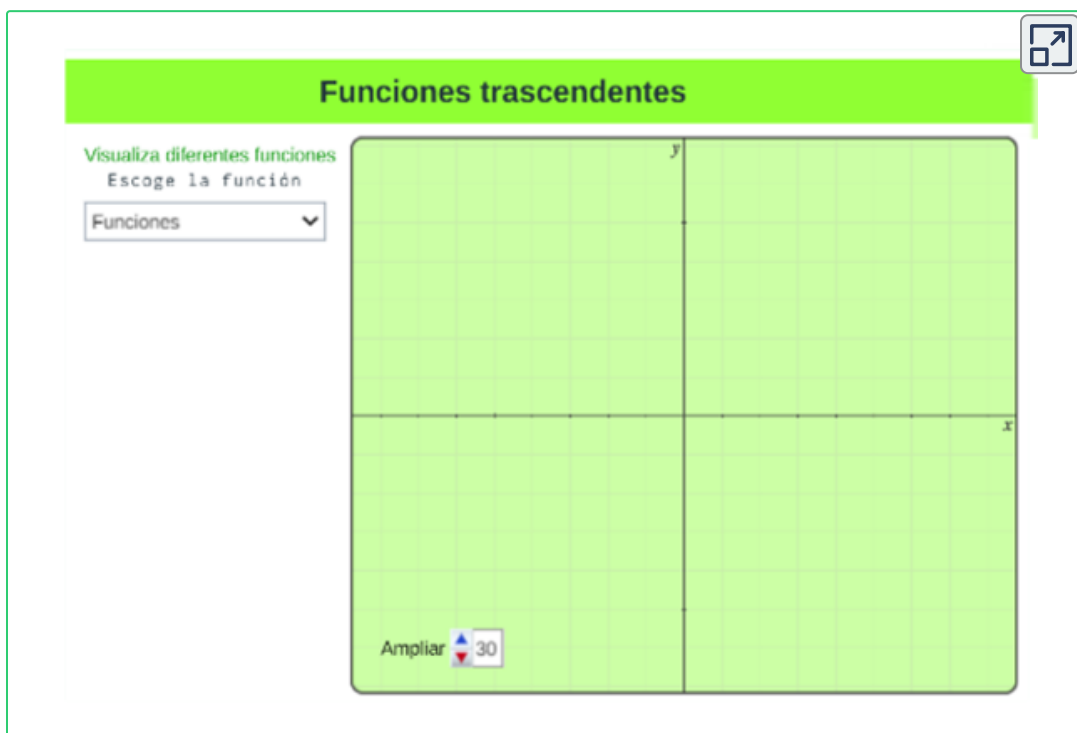 Funciones trascendentes
Visualiza diferentes funciones
Escoge la función
Funciones
y
x
Ampliar 30